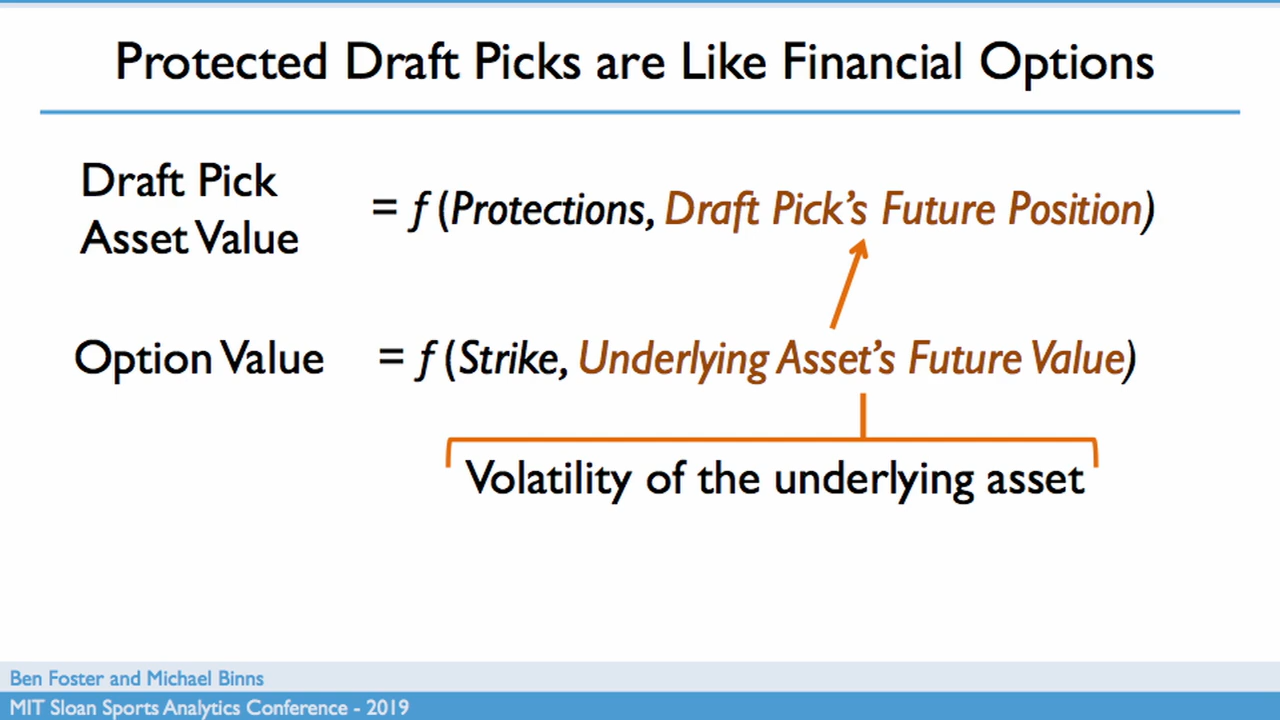 Protected Draft Picks are Like Financial Options
Draft Pick
Asset Value
= f (Protections, Draft Pick's Future Position)
Option Value = f (Strike, Underlying Asset's Future Value)
Volatility of the underlying asset
Ben Foster and Michael Binns
MIT Sloan Sports Analytics Conference - 2019